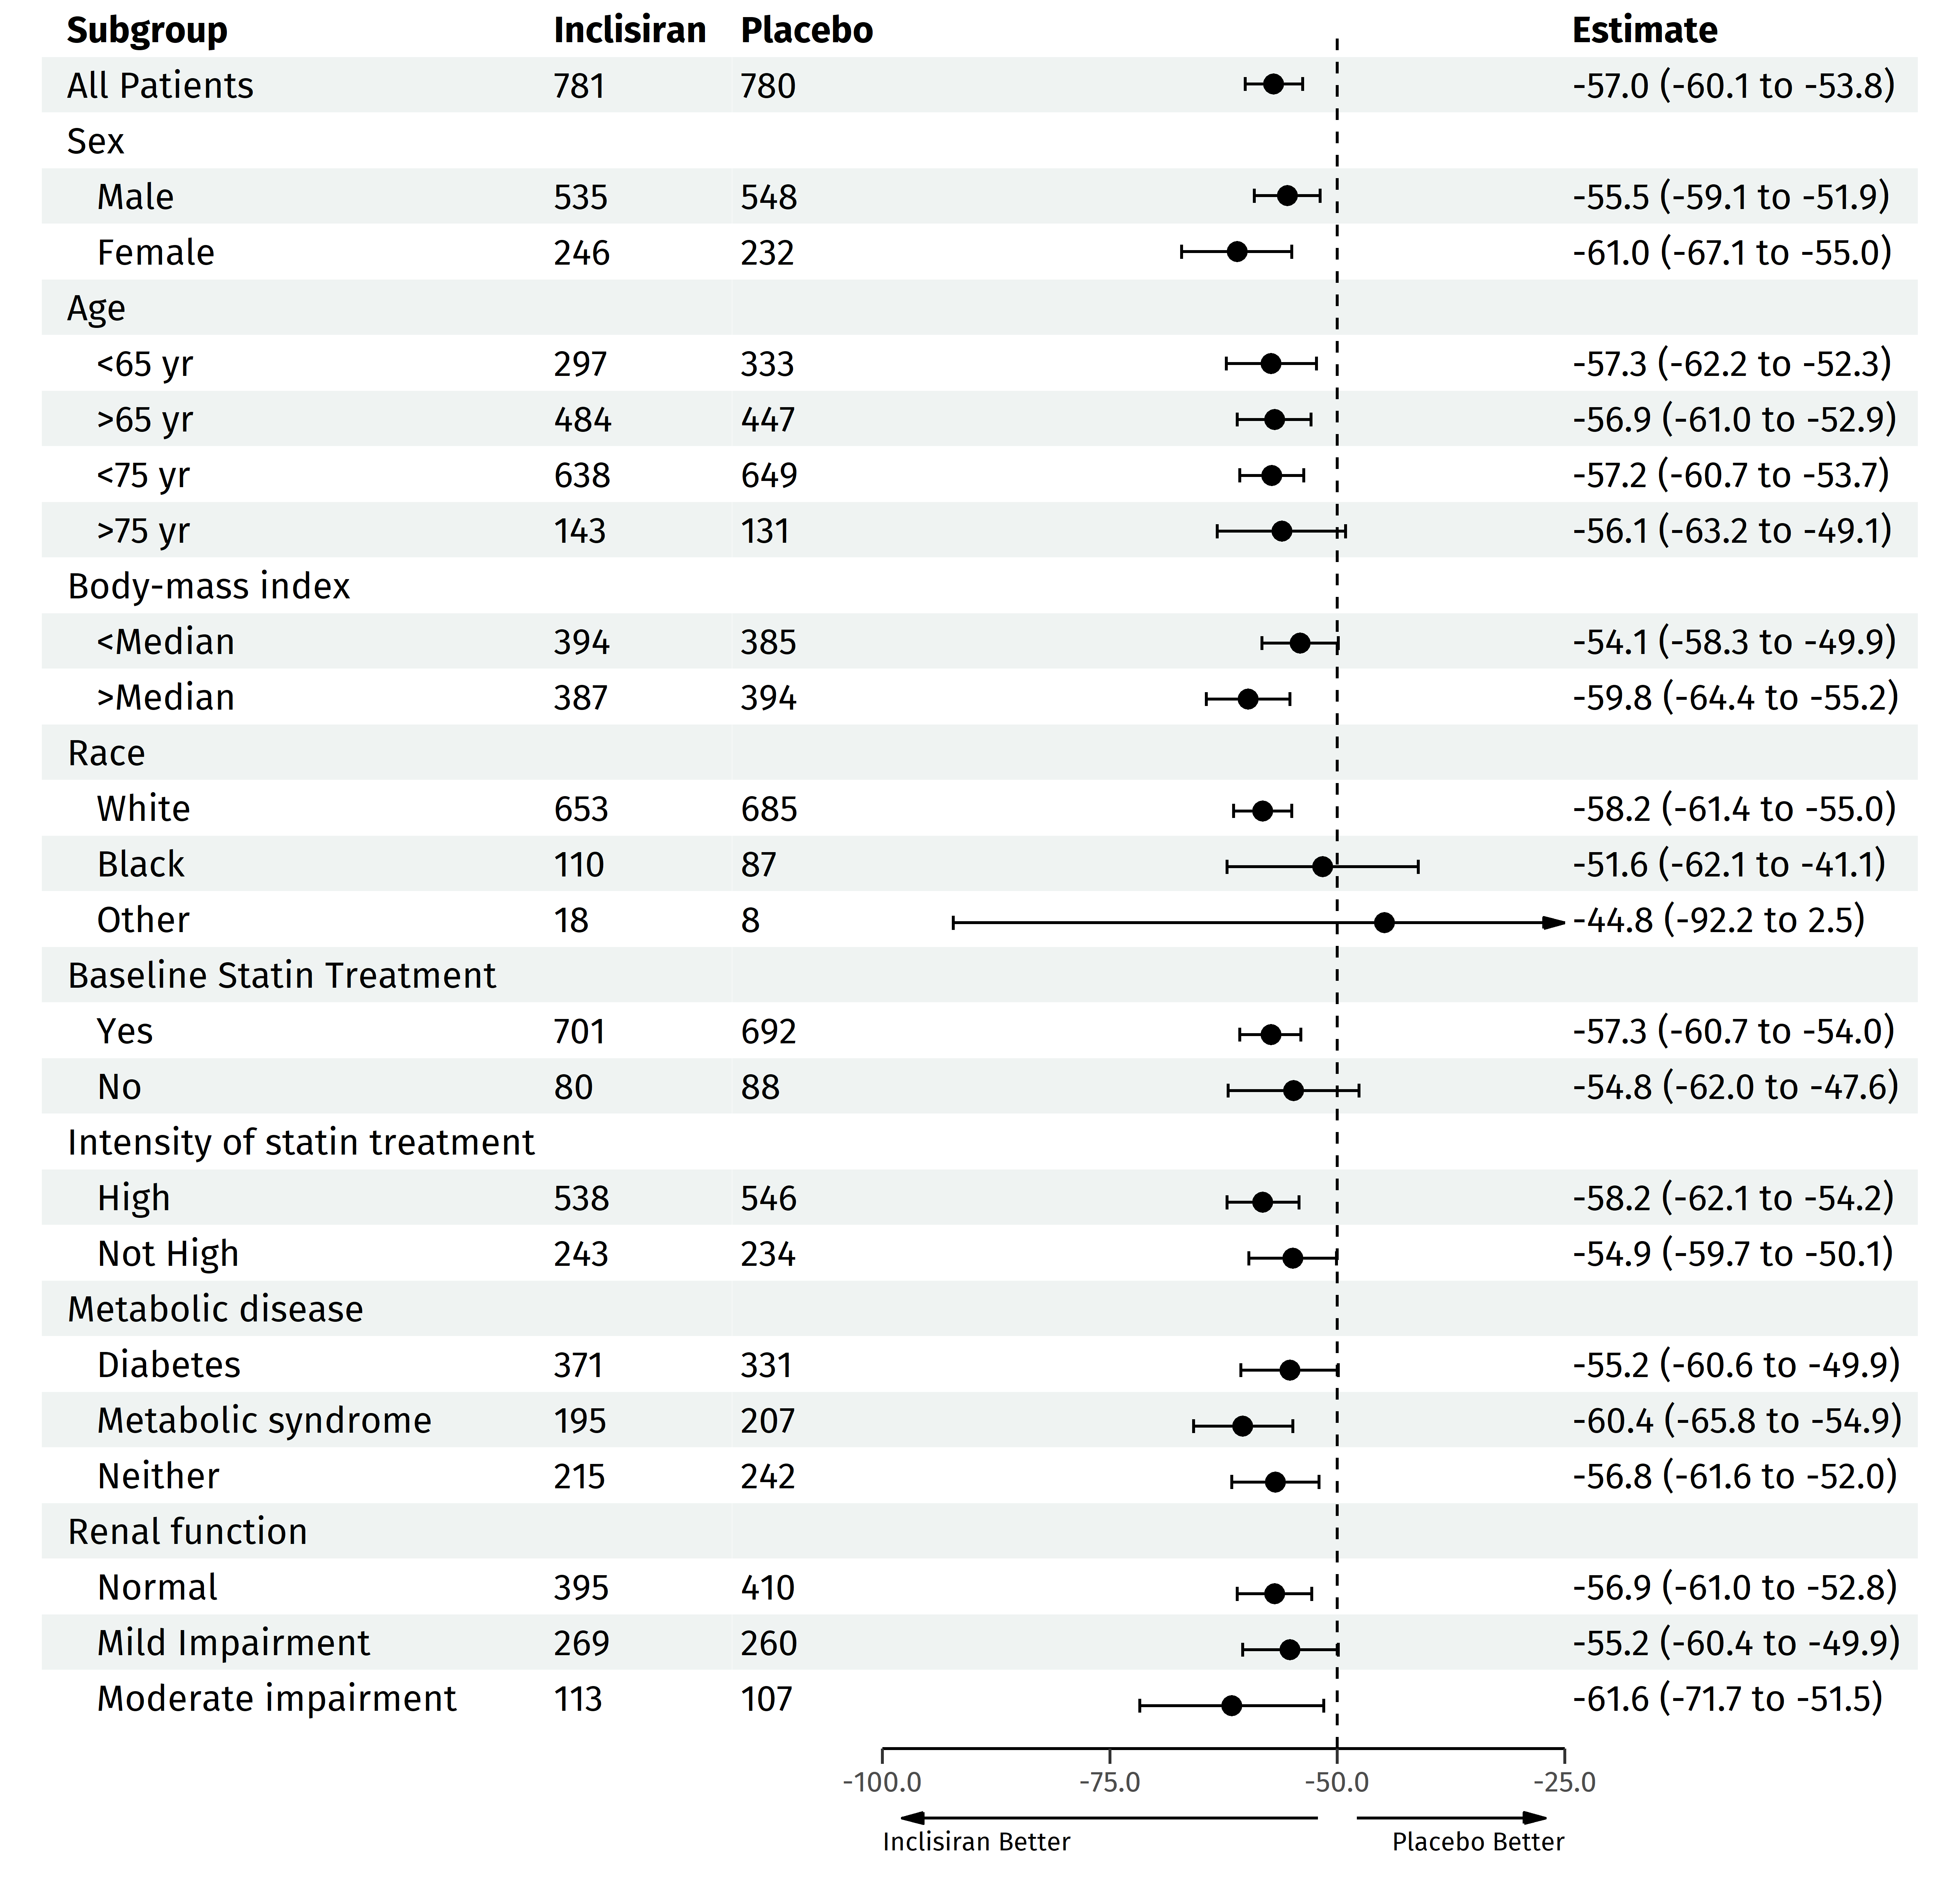 Subgroup Inclisiran Placebo Estimate
All Patients 781 780 -57.0 (-60.1 to -53.8)
Sex
Male 535 548 -55.5 (-59.1 to -51.9)
Female 246 232 -61.0 (-67.1 to -55.0)
Age
<65 yr 297 333 -57.3 (-62.2 to -52.3)
>65 yr 484 447 -56.9 (-61.0 to -52.9)
<75 yr 638 649 -57.2 (-60.7 to -53.7)
>75 yr 143 131 -56.1 (-63.2 to -49.1)
Body-mass index
<Median 394 385 -54.1 (-58.3 to -49.9)
>Median 387 394 -59.8 (-64.4 to -55.2)
Race
White 653 685 -58.2 (-61.4 to -55.0)
Black 110 87 -51.6 (-62.1 to -41.1)
Other 18 8 -44.8 (-92.2 to 2.5)
Baseline Statin Treatment
Yes 701 692 -57.3 (-60.7 to -54.0)
No 80 88 -54.8 (-62.0 to -47.6)
Intensity of statin treatment
High 538 546 -58.2 (-62.1 to -54.2)
Not High 243 234 -54.9 (-59.7 to -50.1)
Metabolic disease
Diabetes 371 331 -55.2 (-60.6 to -49.9)
Metabolic syndrome 195 207 -60.4 (-65.8 to -54.9)
Neither 215 242 -56.8 (-61.6 to -52.0)
Renal function
Normal 395 410 -56.9 (-61.0 to -52.8)
Mild Impairment 269 260 -55.2 (-60.4 to -49.9)
Moderate impairment 113 107 -61.6 (-71.7 to -51.5)
-100.0 -75.0 -50.0 -25.0
Inclisiran Better Placebo Better